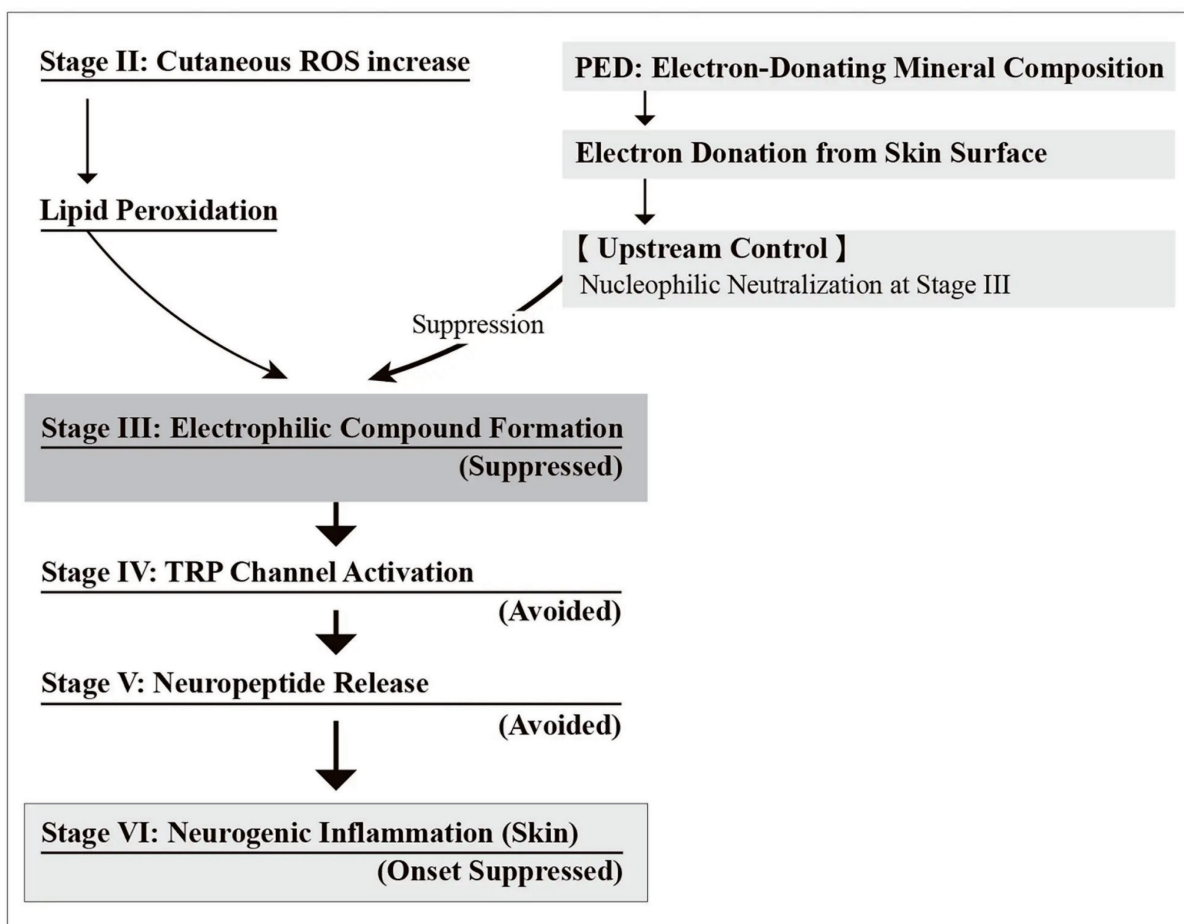 Stage II: Cutaneous ROS increase
Lipid Peroxidation
PED: Electron-Donating Mineral Composition
Electron Donation from Skin Surface
【 Upstream Control 】
Nucleophilic Neutralization at Stage III
Suppression
Stage III: Electrophilic Compound Formation
(Suppressed)
Stage IV: TRP Channel Activation
(Avoided)
Stage V: Neuropeptide Release
(Avoided)
Stage VI: Neurogenic Inflammation (Skin)
(Onset Suppressed)